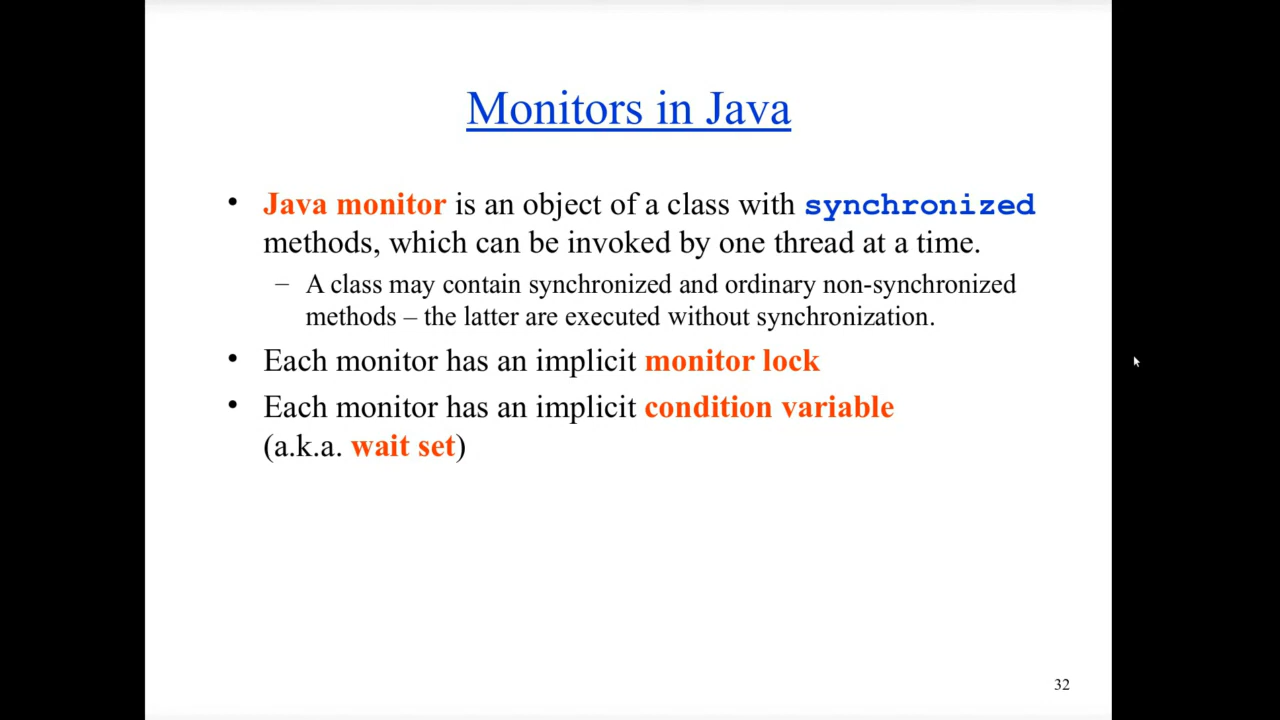 Monitors in Java
• Java monitor is an object of a class with synchronized
methods, which can be invoked by one thread at a time.
– A class may contain synchronized and ordinary non-synchronized
methods – the latter are executed without synchronization.
• Each monitor has an implicit monitor lock
• Each monitor has an implicit condition variable
(a.k.a. wait set)
32